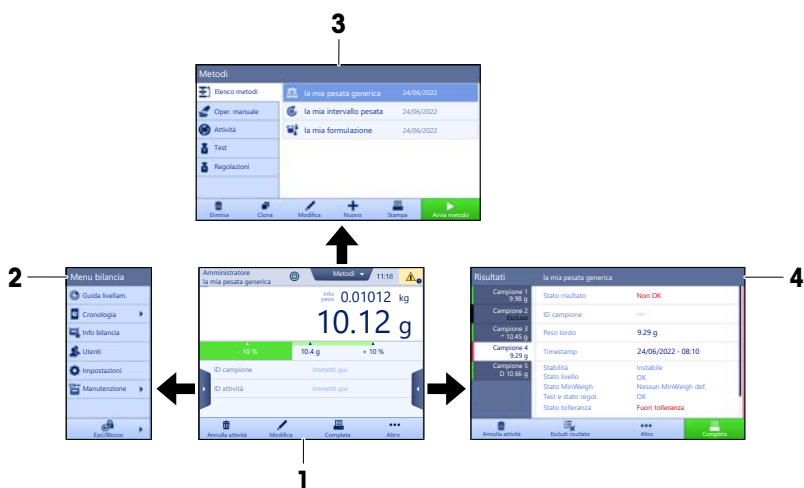 3
Metodi
Elenco metodi
la mia pesata generica 24/06/2022
Oper. manuale
la mia intervallo pesata 24/06/2022
Attività
la mia formulazione 24/06/2022
Test
Regolazioni
Elimina Clona Modifica Nuovo Stampa Avvia metodo
2
Menu bilancia
Guida livellam.
Cronologia
Info bilancia
Utenti
Impostazioni
Manutenzione
Esci/Blocco
Amministratore
la mia pesata generica
Metodi 11:18
Info peso 0.01012 kg
10.12 g
- 10 % 10.4 g + 10 %
ID campione Immetti qui
ID attività Immetti qui
Annulla attività Modifica Completa Altro
1
4
Risultati la mia pesata generica
Campione 1
9.98 g
Campione 2
Escluso
Campione 3
* 10.45 g
Campione 4
9.29 g
Campione 5
D 10.66 g
Stato risultato Non OK
ID campione
Peso lordo 9.29 g
Timestamp 24/06/2022 - 08:10
Stabilità Instabile
Stato livello OK
Stato MinWeigh Nessun MinWeigh def.
Test e stato regol. OK
Stato tolleranza Fuori tolleranza
Annulla attività Escludi risultato Altro Completa